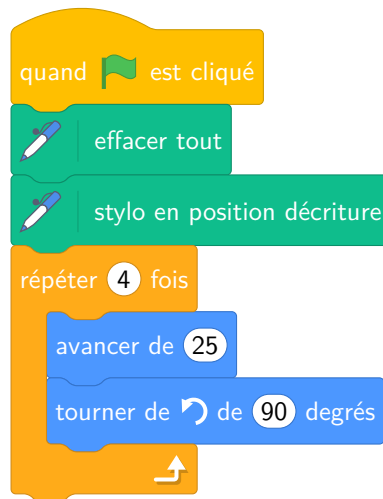 quand est cliqué
effacer tout
stylo en position décriture
répéter 4 fois
avancer de 25
tourner de de 90 degrés